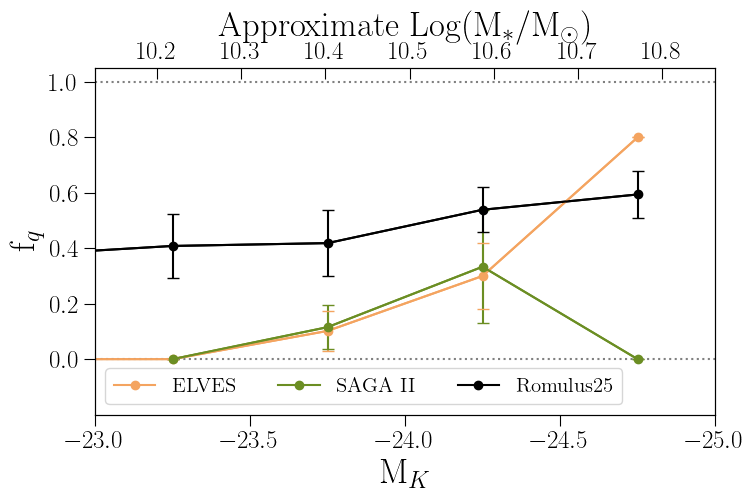 Approximate Log(M*/M☉)
10.2 10.3 10.4 10.5 10.6 10.7 10.8
1.0
0.8
0.6
0.4
0.2
0.0
f_q
ELVES SAGA II Romulus25
−23.0 −23.5 −24.0 −24.5 −25.0
M_K